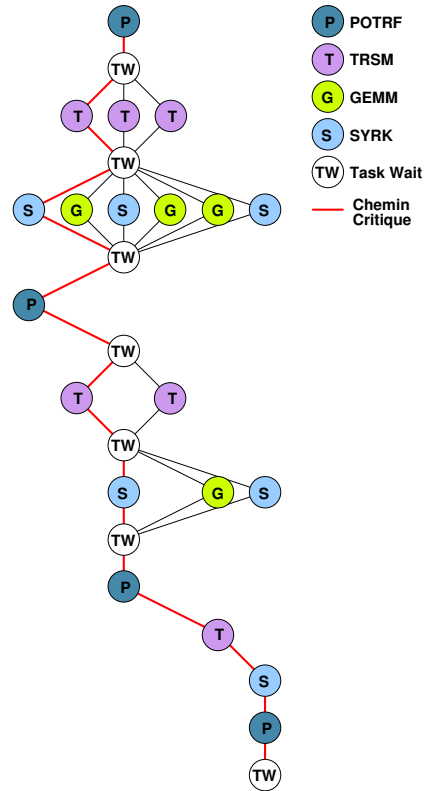 P POTRF
TW
T TRSM
T T T
G GEMM
TW
S SYRK
TW Task Wait
S G S G G S
Chemin
Critique
TW
P
TW
T T
TW
S G S
TW
P
T
S
P
TW